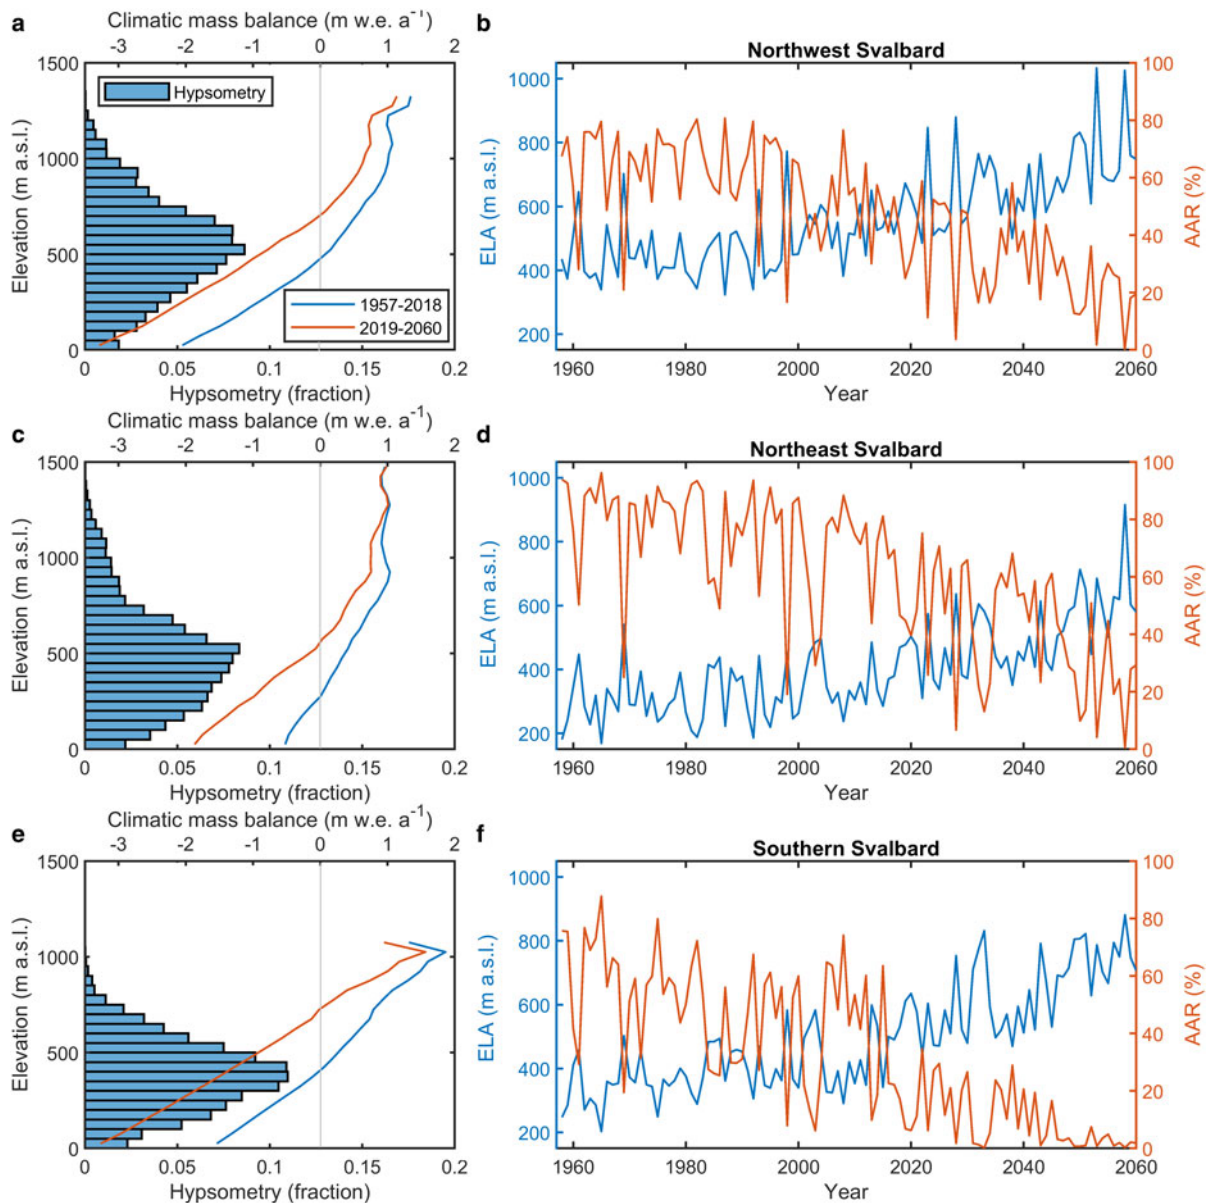 a
Climatic mass balance (m w.e. a⁻¹)
-3 -2 -1 0 1 2
1500
1000
500
0
Elevation (m a.s.l.)
Hypsometry
1957-2018
2019-2060
0 0.05 0.1 0.15 0.2
Hypsometry (fraction)
b
Northwest Svalbard
1000
800
600
400
200
ELA (m a.s.l.)
100
80
60
40
20
0
AAR (%)
1960 1980 2000 2020 2040 2060
Year
c
Climatic mass balance (m w.e. a⁻¹)
-3 -2 -1 0 1 2
1500
1000
500
0
Elevation (m a.s.l.)
0 0.05 0.1 0.15 0.2
Hypsometry (fraction)
d
Northeast Svalbard
1000
800
600
400
200
ELA (m a.s.l.)
100
80
60
40
20
0
AAR (%)
1960 1980 2000 2020 2040 2060
Year
e
Climatic mass balance (m w.e. a⁻¹)
-3 -2 -1 0 1 2
1500
1000
500
0
Elevation (m a.s.l.)
0 0.05 0.1 0.15 0.2
Hypsometry (fraction)
f
Southern Svalbard
1000
800
600
400
200
ELA (m a.s.l.)
100
80
60
40
20
0
AAR (%)
1960 1980 2000 2020 2040 2060
Year